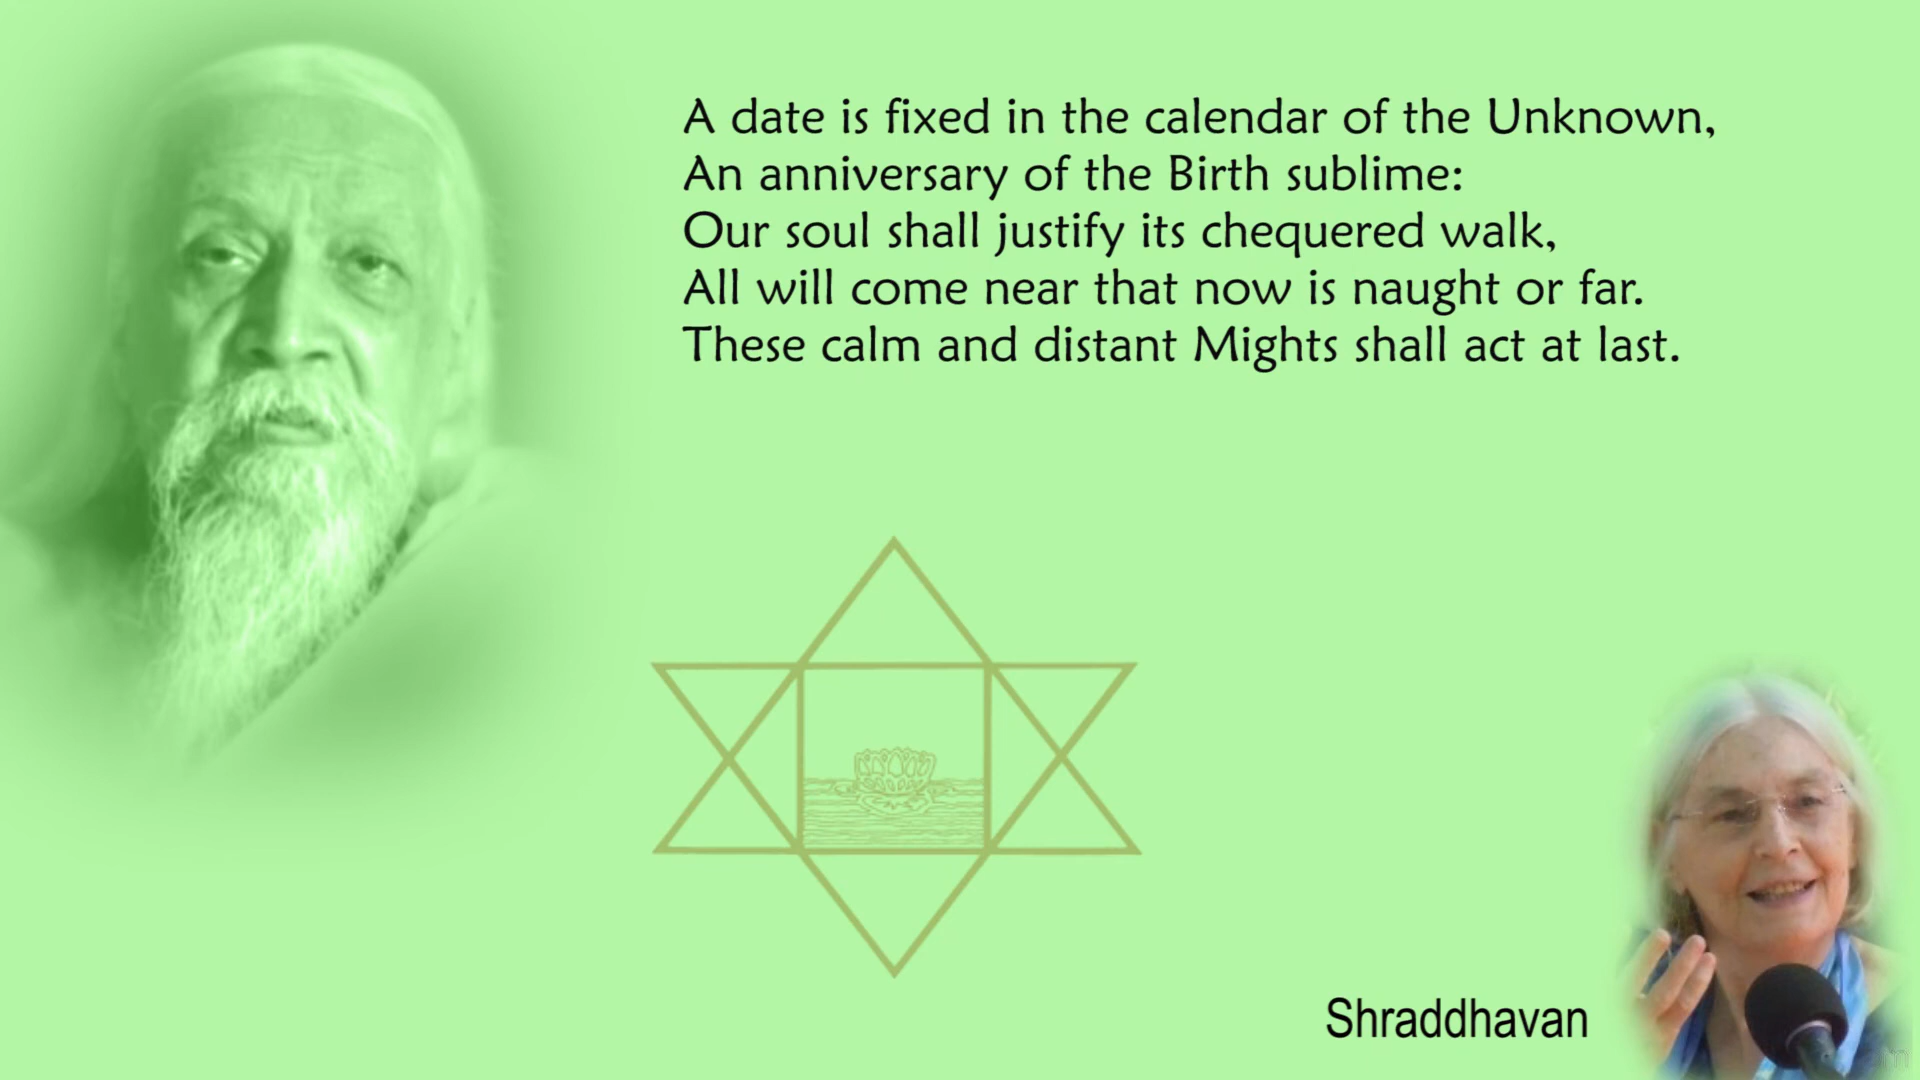 A date is fixed in the calendar of the Unknown,
An anniversary of the Birth sublime:
Our soul shall justify its chequered walk,
All will come near that now is naught or far.
These calm and distant Mights shall act at last.
Shraddhavan